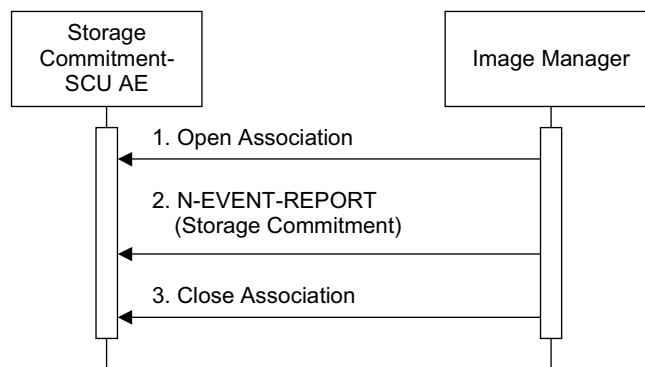 Storage
Commitment-
SCU AE
Image Manager
1. Open Association
2. N-EVENT-REPORT
(Storage Commitment)
3. Close Association